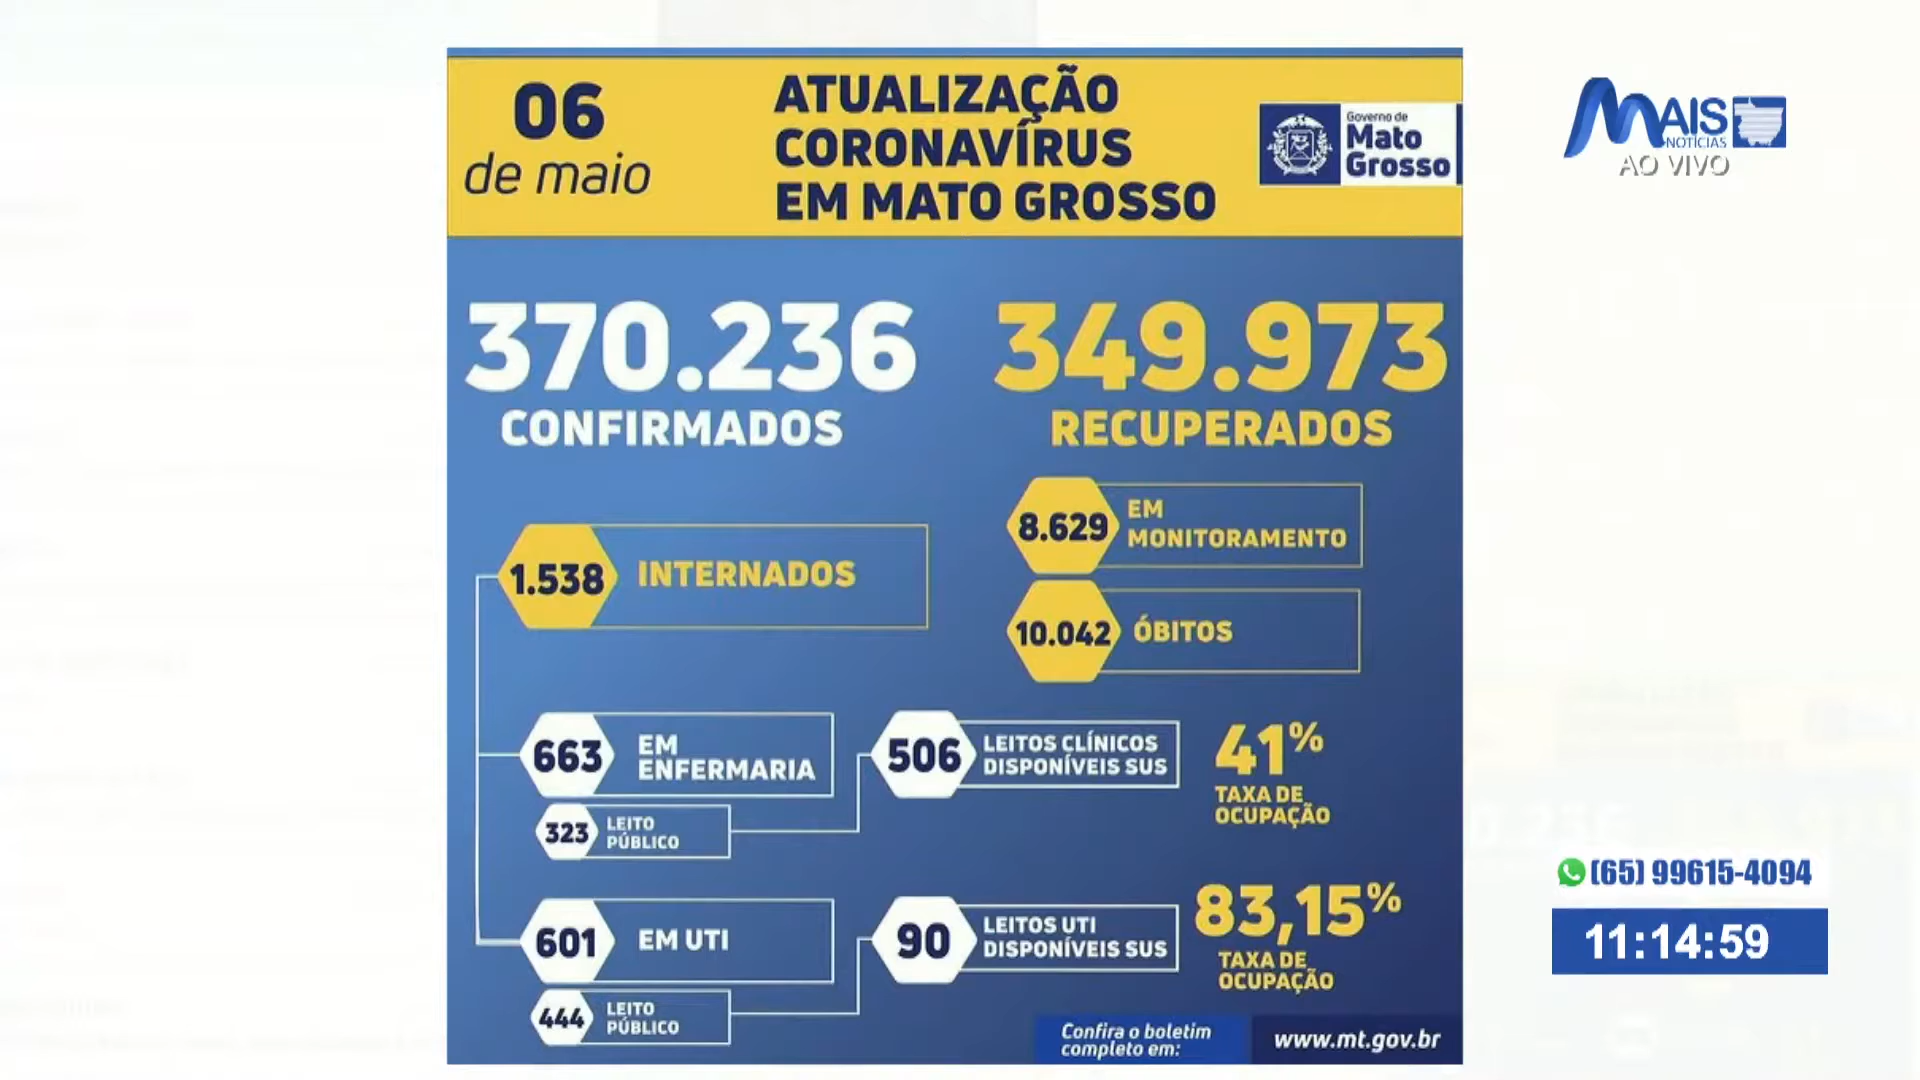 06
de maio
ATUALIZAÇÃO
CORONAVÍRUS
EM MATO GROSSO
Governo de
Mato
Grosso
MAIS
NOTÍCIAS
AO VIVO
370.236
CONFIRMADOS
349.973
RECUPERADOS
1.538 INTERNADOS
8.629 EM
MONITORAMENTO
10.042 ÓBITOS
663 EM
ENFERMARIA
323 LEITO
PÚBLICO
506 LEITOS CLÍNICOS
DISPONÍVEIS SUS
41%
TAXA DE
OCUPAÇÃO
601 EM UTI
444 LEITO
PÚBLICO
90 LEITOS UTI
DISPONÍVEIS SUS
83,15%
TAXA DE
OCUPAÇÃO
Confira o boletim
completo em:
www.mt.gov.br
(65) 99615-4094
11:14:59